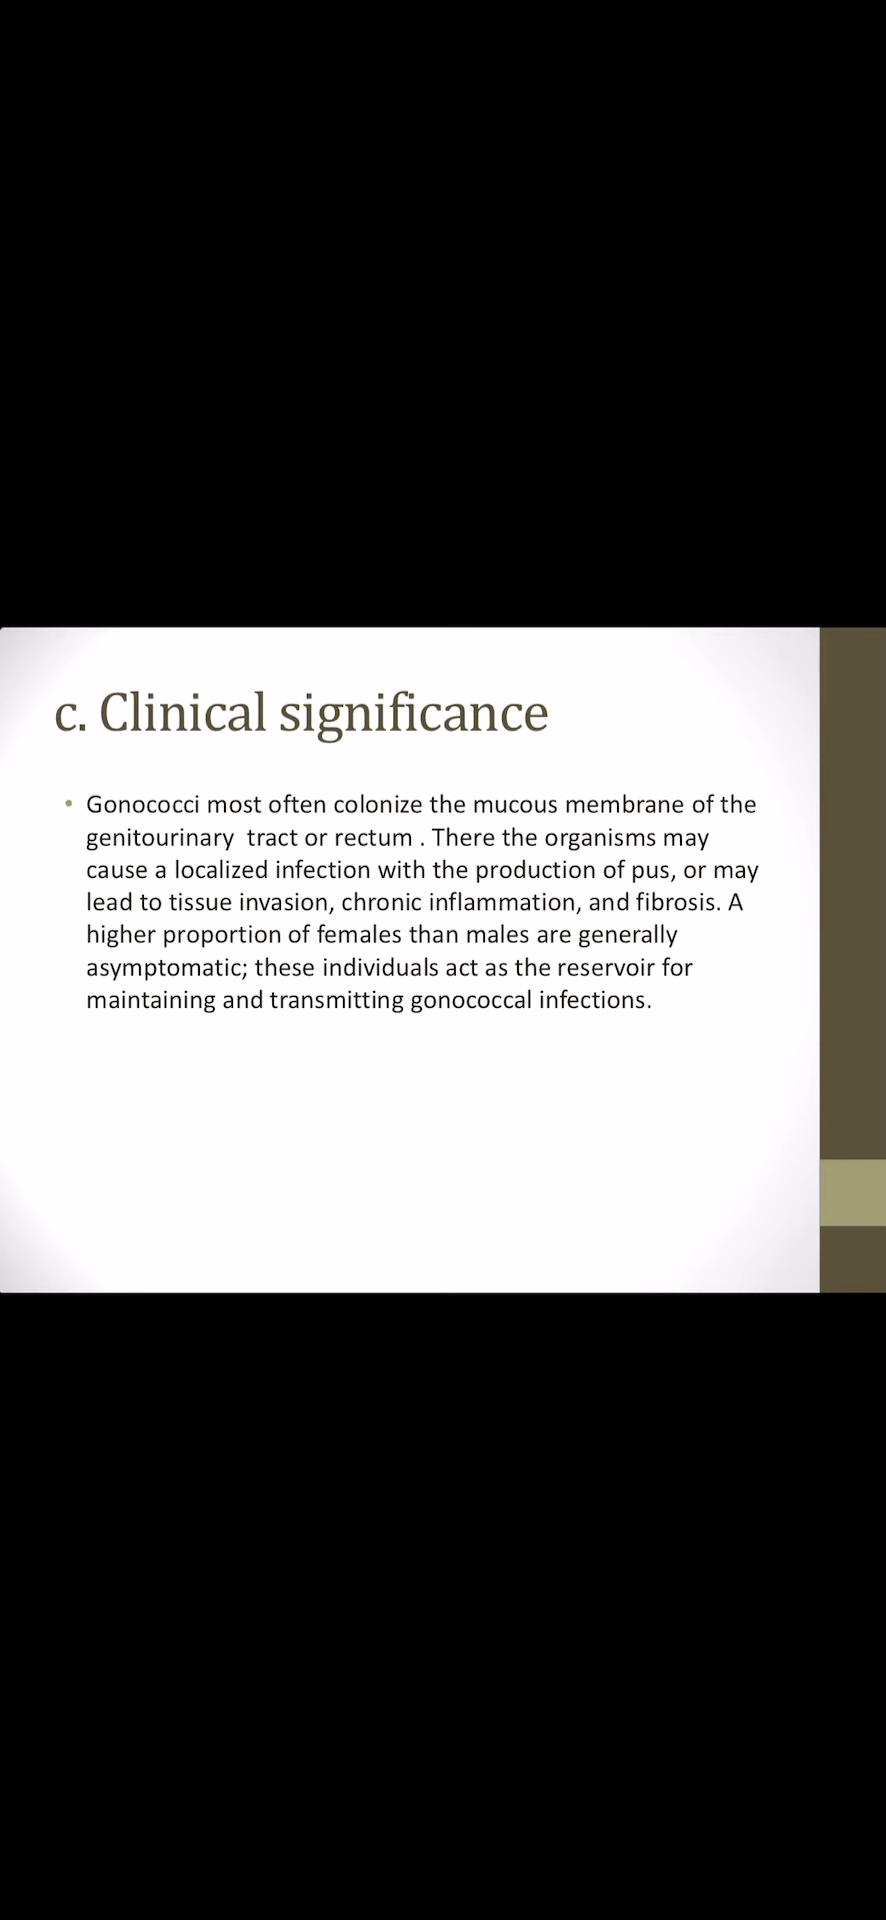 c. Clinical significance
• Gonococci most often colonize the mucous membrane of the
genitourinary  tract or rectum . There the organisms may
cause a localized infection with the production of pus, or may
lead to tissue invasion, chronic inflammation, and fibrosis. A
higher proportion of females than males are generally
asymptomatic; these individuals act as the reservoir for
maintaining and transmitting gonococcal infections.